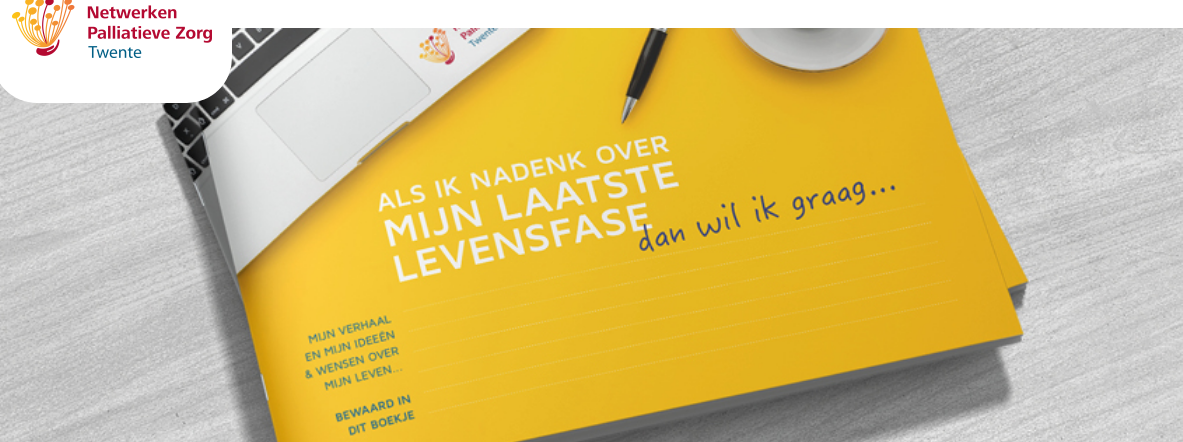 Netwerken
Palliatieve Zorg
Twente
Twente
ALS IK NADENK OVER
MIJN LAATSTE
LEVENSFASE
dan wil ik graag...
MIJN VERHAAL
EN MIJN IDEEËN
& WENSEN OVER
MIJN LEVEN...
BEWAARD IN
DIT BOEKJE